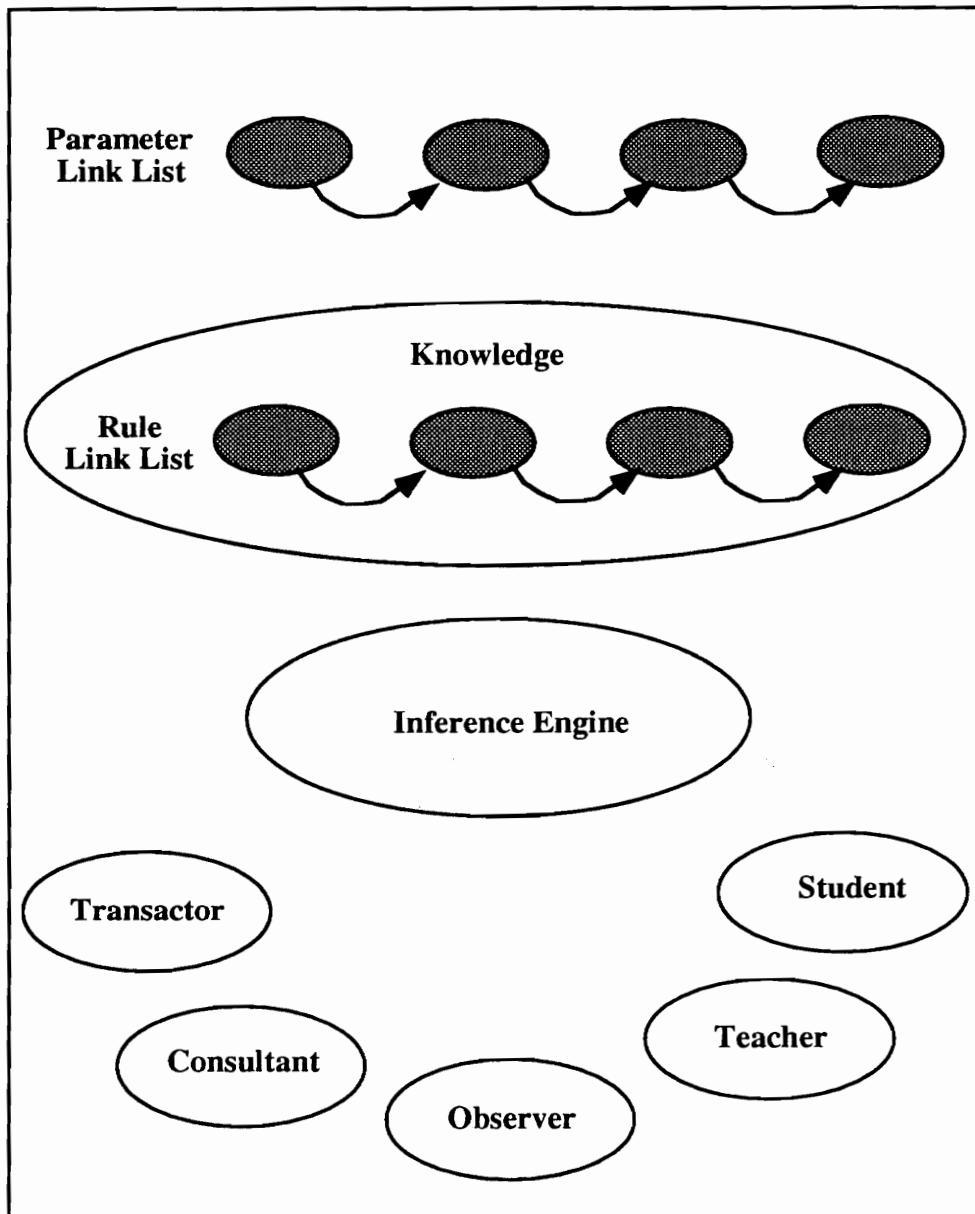 Parameter
Link List
Knowledge
Rule
Link List
Inference Engine
Transactor
Student
Consultant
Teacher
Observer